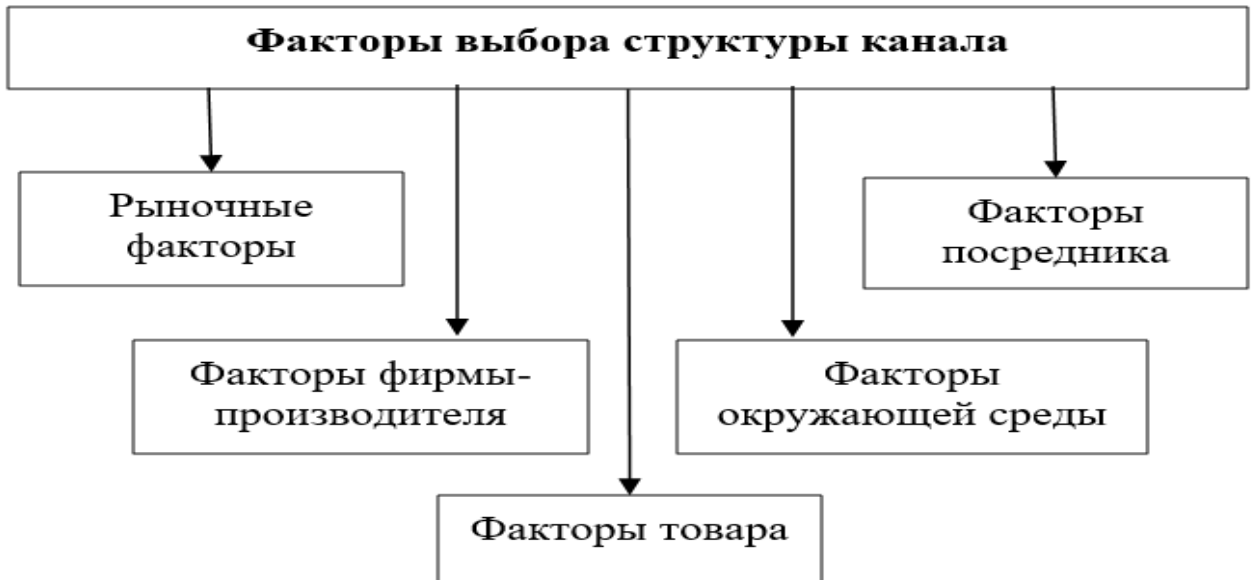 Факторы выбора структуры канала
Рыночные
факторы
Факторы
посредника
Факторы фирмы-
производителя
Факторы
окружающей среды
Факторы товара